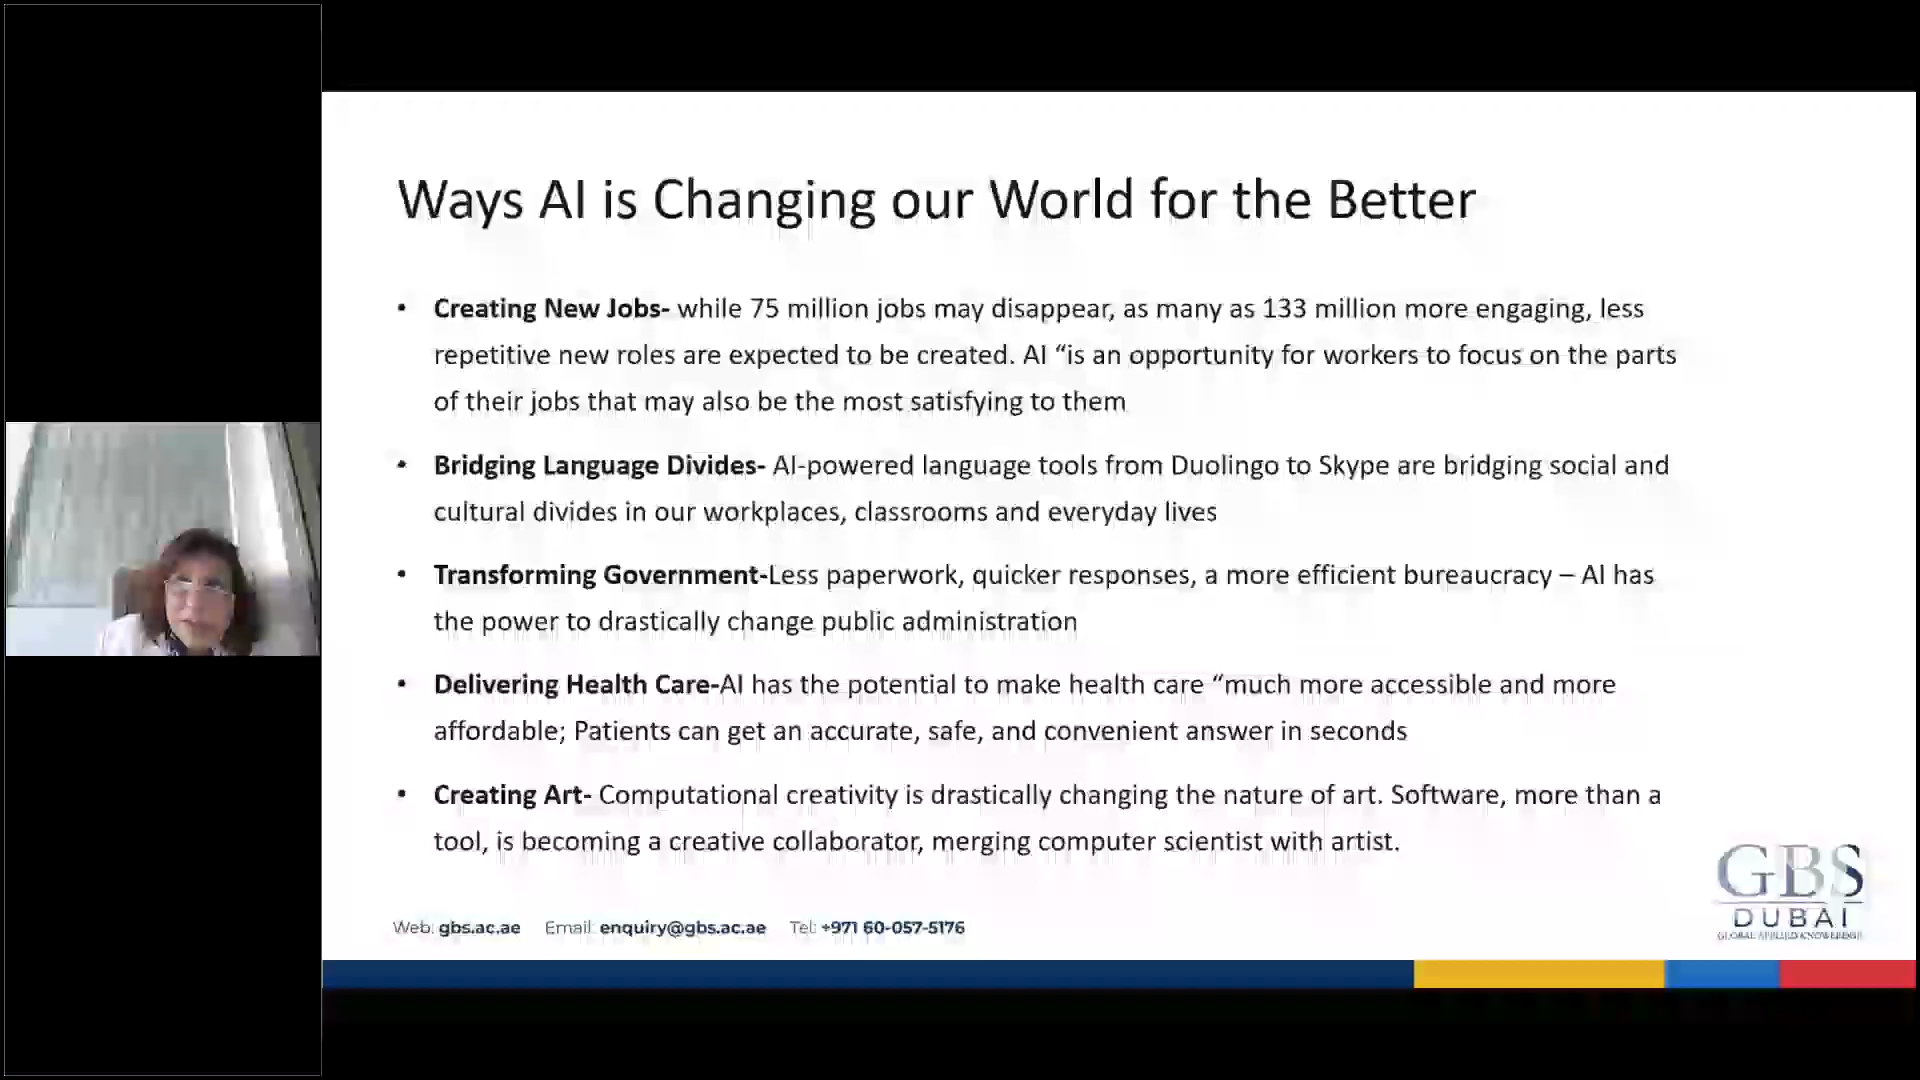 Ways AI is Changing our World for the Better
• Creating New Jobs- while 75 million jobs may disappear, as many as 133 million more engaging, less
repetitive new roles are expected to be created. AI “is an opportunity for workers to focus on the parts
of their jobs that may also be the most satisfying to them
• Bridging Language Divides- AI-powered language tools from Duolingo to Skype are bridging social and
cultural divides in our workplaces, classrooms and everyday lives
• Transforming Government-Less paperwork, quicker responses, a more efficient bureaucracy – AI has
the power to drastically change public administration
• Delivering Health Care-AI has the potential to make health care “much more accessible and more
affordable; Patients can get an accurate, safe, and convenient answer in seconds
• Creating Art- Computational creativity is drastically changing the nature of art. Software, more than a
tool, is becoming a creative collaborator, merging computer scientist with artist.
GBS
DUBAI
GLOBAL APPLIED KNOWLEDGE
Web: gbs.ac.ae Email: enquiry@gbs.ac.ae Tel: +971 60-057-5176